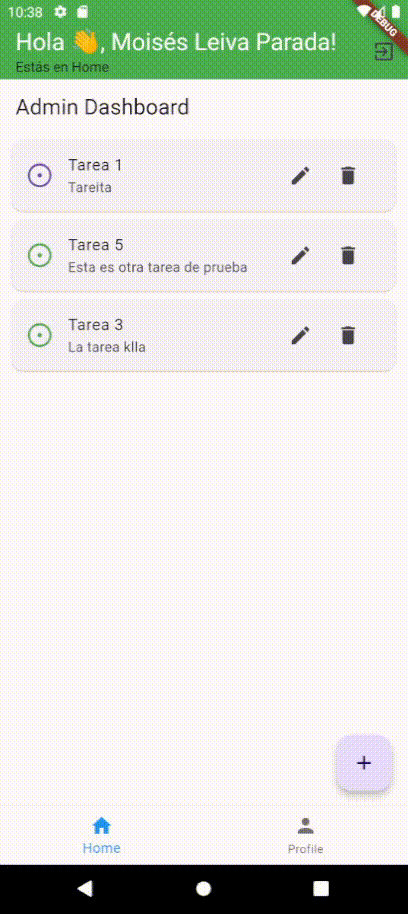 10:38
DEBUG
Hola 👋, Moisés Leiva Parada!
Estás en Home
Admin Dashboard
Tarea 1
Tareita
Tarea 5
Esta es otra tarea de prueba
Tarea 3
La tarea klla
Home
Profile